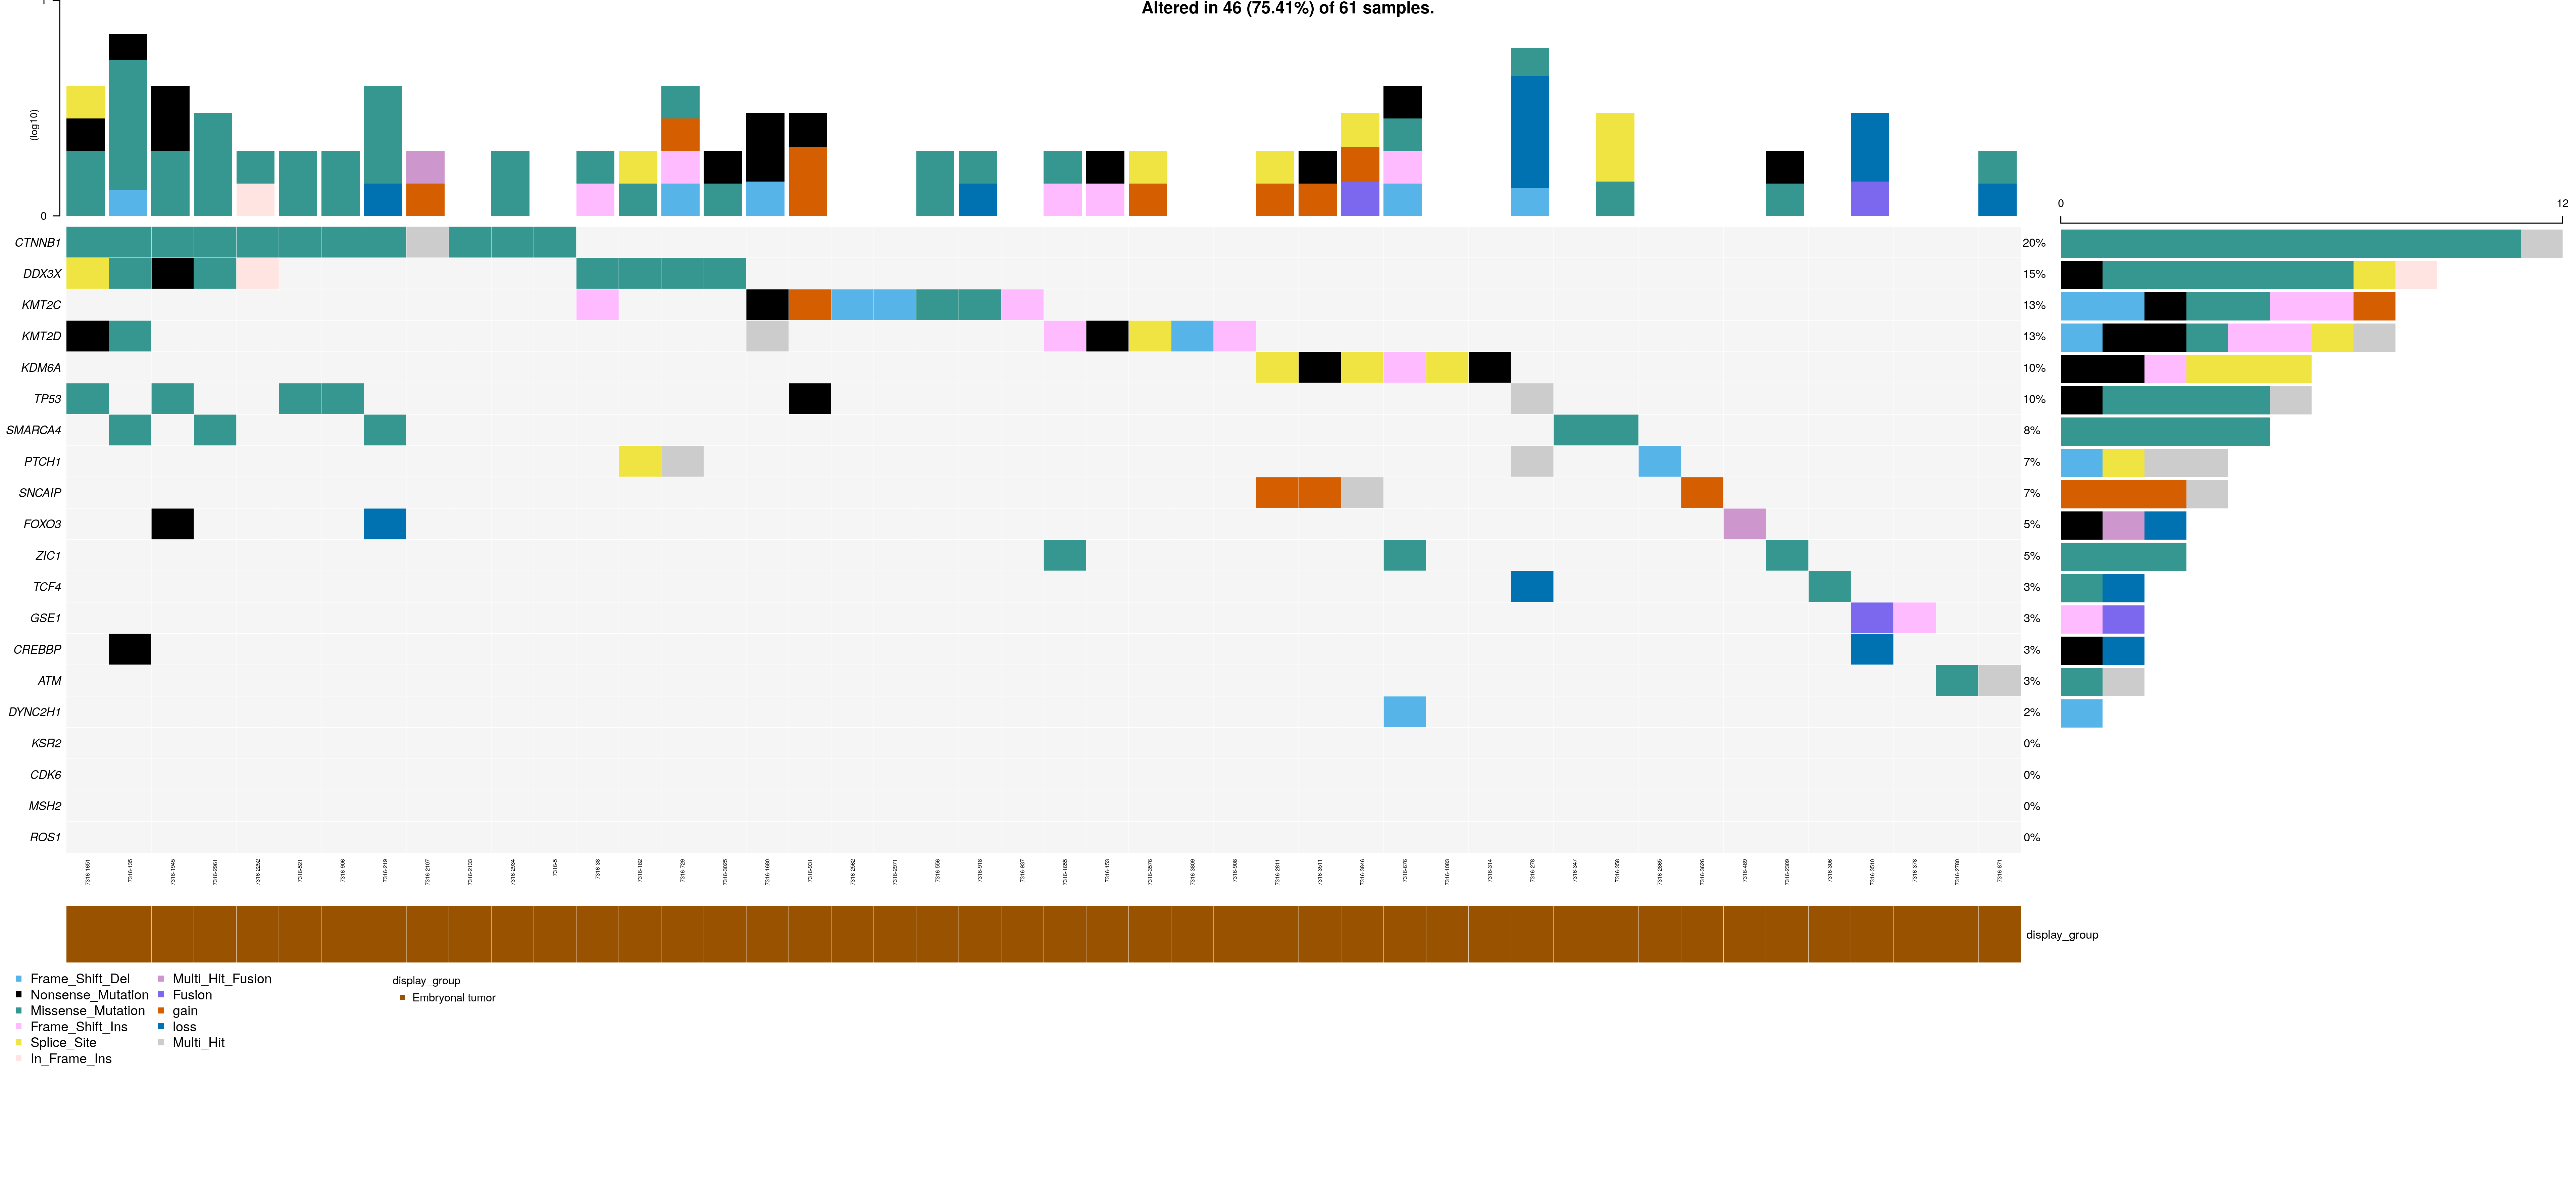 Altered in 46 (75.41%) of 61 samples.
(log10)
0
0 12
CTNNB1 20%
DDX3X 15%
KMT2C 13%
KMT2D 13%
KDM6A 10%
TP53 10%
SMARCA4 8%
PTCH1 7%
SNCAIP 7%
FOXO3 5%
ZIC1 5%
TCF4 3%
GSE1 3%
CREBBP 3%
ATM 3%
DYNC2H1 2%
KSR2 0%
CDK6 0%
MSH2 0%
ROS1 0%
7316-1651
7316-135
7316-1945
7316-2961
7316-2252
7316-521
7316-906
7316-219
7316-2107
7316-2133
7316-2934
7316-5
7316-38
7316-182
7316-729
7316-3025
7316-1680
7316-931
7316-2562
7316-2971
7316-556
7316-918
7316-937
7316-1655
7316-153
7316-3576
7316-3809
7316-908
7316-2811
7316-3511
7316-3846
7316-676
7316-1083
7316-314
7316-278
7316-347
7316-358
7316-2865
7316-3626
7316-489
7316-2309
7316-306
7316-3510
7316-378
7316-2780
7316-871
display_group
Frame_Shift_Del
Nonsense_Mutation
Missense_Mutation
Frame_Shift_Ins
Splice_Site
In_Frame_Ins
Multi_Hit_Fusion
Fusion
gain
loss
Multi_Hit
display_group
Embryonal tumor